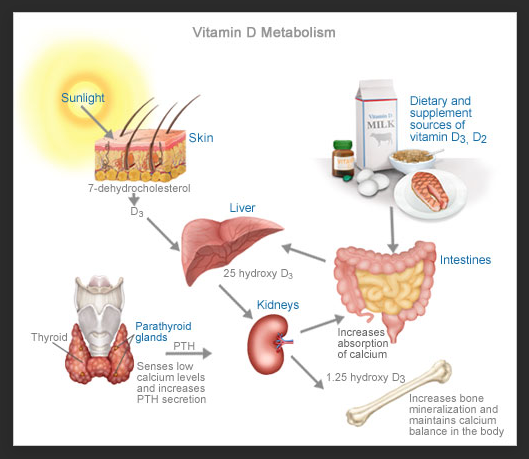 Vitamin D Metabolism
Sunlight
Skin
7-dehydrocholesterol
D3
Vitamin D
MILK
Dietary and
supplement
sources of
vitamin D3, D2
Liver
25 hydroxy D3
Intestines
Kidneys
Increases
absorption
of calcium
Thyroid
Parathyroid
glands
PTH
Senses low
calcium levels
and increases
PTH secretion
1.25 hydroxy D3
Increases bone
mineralization and
maintains calcium
balance in the body